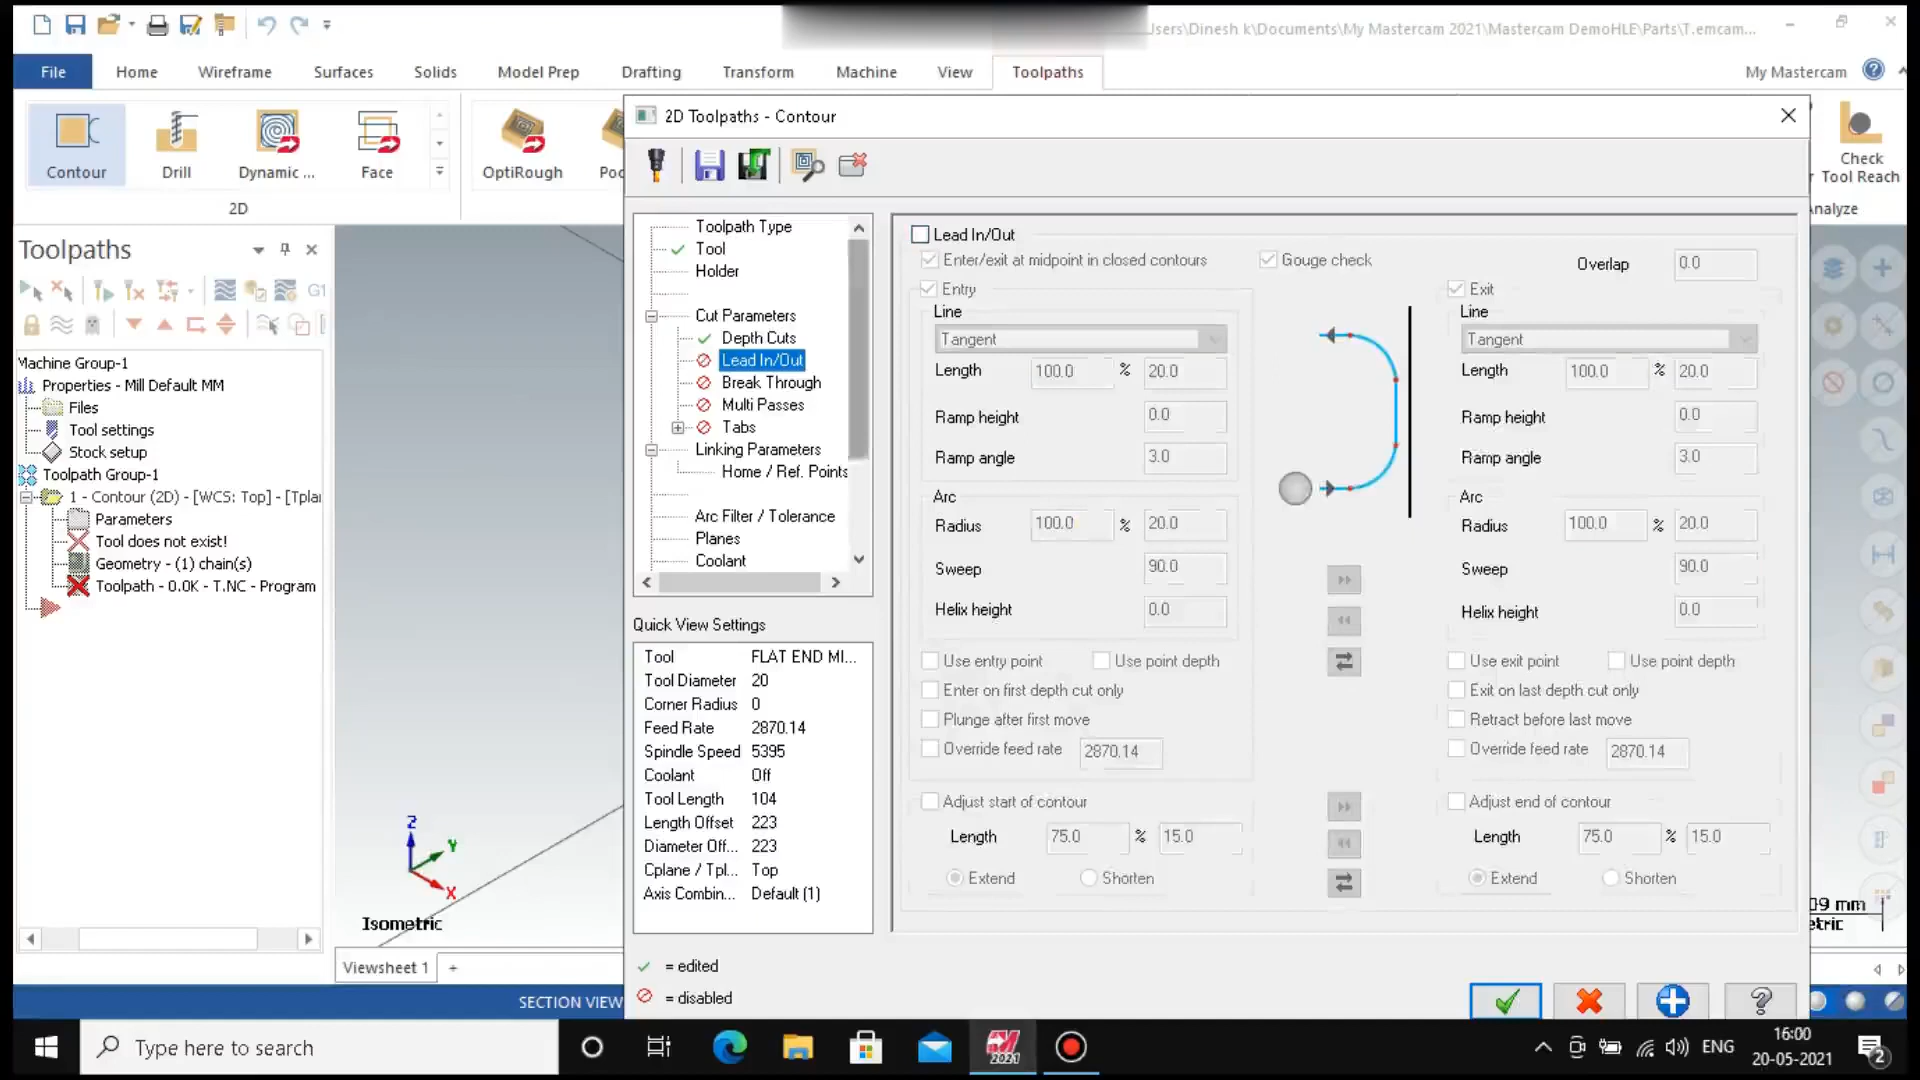 Jsers\Dinesh k\Documents\My Mastercam 2021\Mastercam DemoHLE\Parts\T.emcam...
File Home Wireframe Surfaces Solids Model Prep Drafting Transform Machine View Toolpaths My Mastercam
Contour Drill Dynamic ... Face OptiRough Poc
2D
Check
r Tool Reach
Analyze
2D Toolpaths - Contour
Toolpaths
G1
Machine Group-1
Properties - Mill Default MM
Files
Tool settings
Stock setup
Toolpath Group-1
1 - Contour (2D) - [WCS: Top] - [Tplar
Parameters
Tool does not exist!
Geometry - (1) chain(s)
Toolpath - 0.0K - T.NC - Program
Toolpath Type
Tool
Holder
Cut Parameters
Depth Cuts
Lead In/Out
Break Through
Multi Passes
Tabs
Linking Parameters
Home / Ref. Points
Arc Filter / Tolerance
Planes
Coolant
Quick View Settings
Tool FLAT END MI...
Tool Diameter 20
Corner Radius 0
Feed Rate 2870.14
Spindle Speed 5395
Coolant Off
Tool Length 104
Length Offset 223
Diameter Off... 223
Cplane / Tpl... Top
Axis Combin... Default (1)
= edited
= disabled
Lead In/Out
Enter/exit at midpoint in closed contours Gouge check Overlap 0.0
Entry
Line
Tangent
Length 100.0 % 20.0
Ramp height 0.0
Ramp angle 3.0
Arc
Radius 100.0 % 20.0
Sweep 90.0
Helix height 0.0
Use entry point Use point depth
Enter on first depth cut only
Plunge after first move
Override feed rate 2870.14
Adjust start of contour
Length 75.0 % 15.0
Extend Shorten
Exit
Line
Tangent
Length 100.0 % 20.0
Ramp height 0.0
Ramp angle 3.0
Arc
Radius 100.0 % 20.0
Sweep 90.0
Helix height 0.0
Use exit point Use point depth
Exit on last depth cut only
Retract before last move
Override feed rate 2870.14
Adjust end of contour
Length 75.0 % 15.0
Extend Shorten
Z
Y
X
Isometric
09 mm
etric
Viewsheet 1 +
SECTION VIEW
Type here to search
2021
ENG
16:00
20-05-2021
2